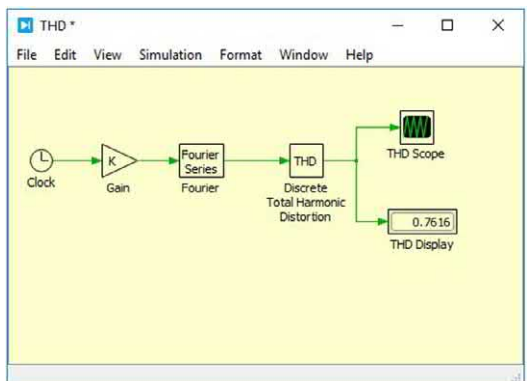 THD *
File Edit View Simulation Format Window Help
Clock
K
Gain
Fourier
Series
Fourier
THD
Discrete
Total Harmonic
Distortion
THD Scope
0.7616
THD Display